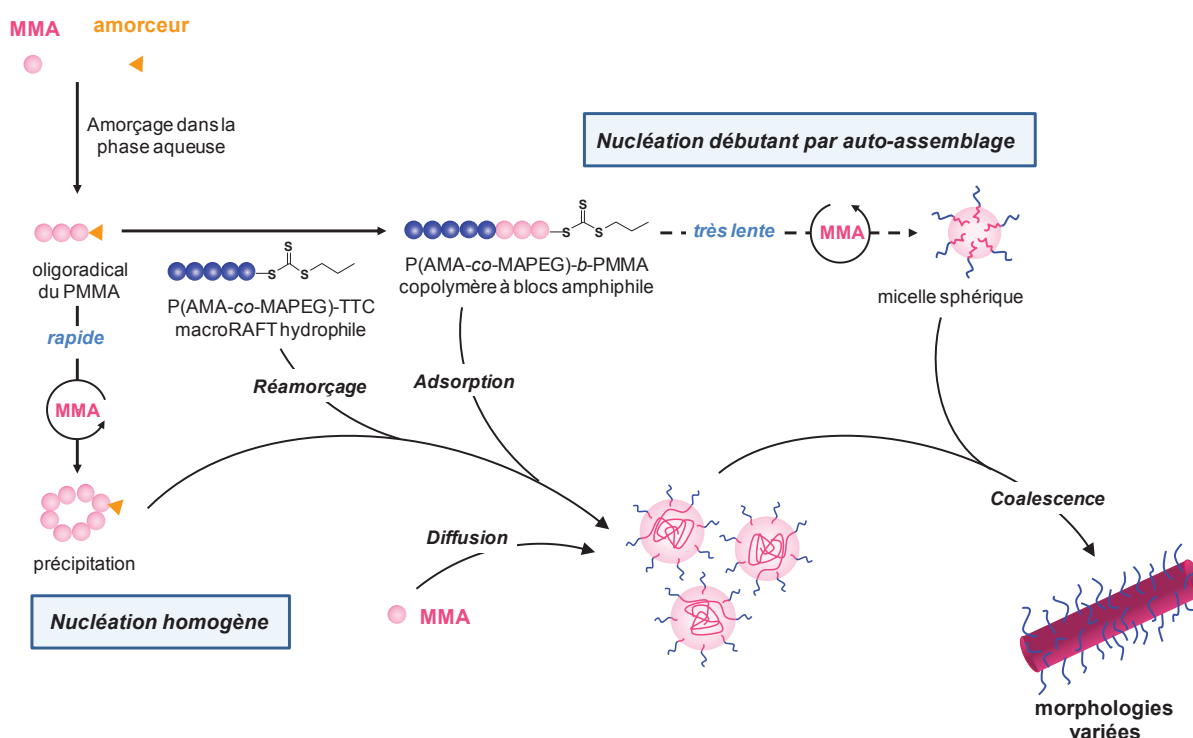 MMA
amorceur
Amorçage dans la
phase aqueuse
Nucléation débutant par auto-assemblage
oligoradical
du PMMA
S
S
S
P(AMA-co-MAPEG)-TTC
macroRAFT hydrophile
S
S
S
P(AMA-co-MAPEG)-b-PMMA
copolymère à blocs amphiphile
très lente
MMA
micelle sphérique
rapide
MMA
Réamorçage
Adsorption
précipitation
Nucléation homogène
Diffusion
MMA
Coalescence
morphologies
variées